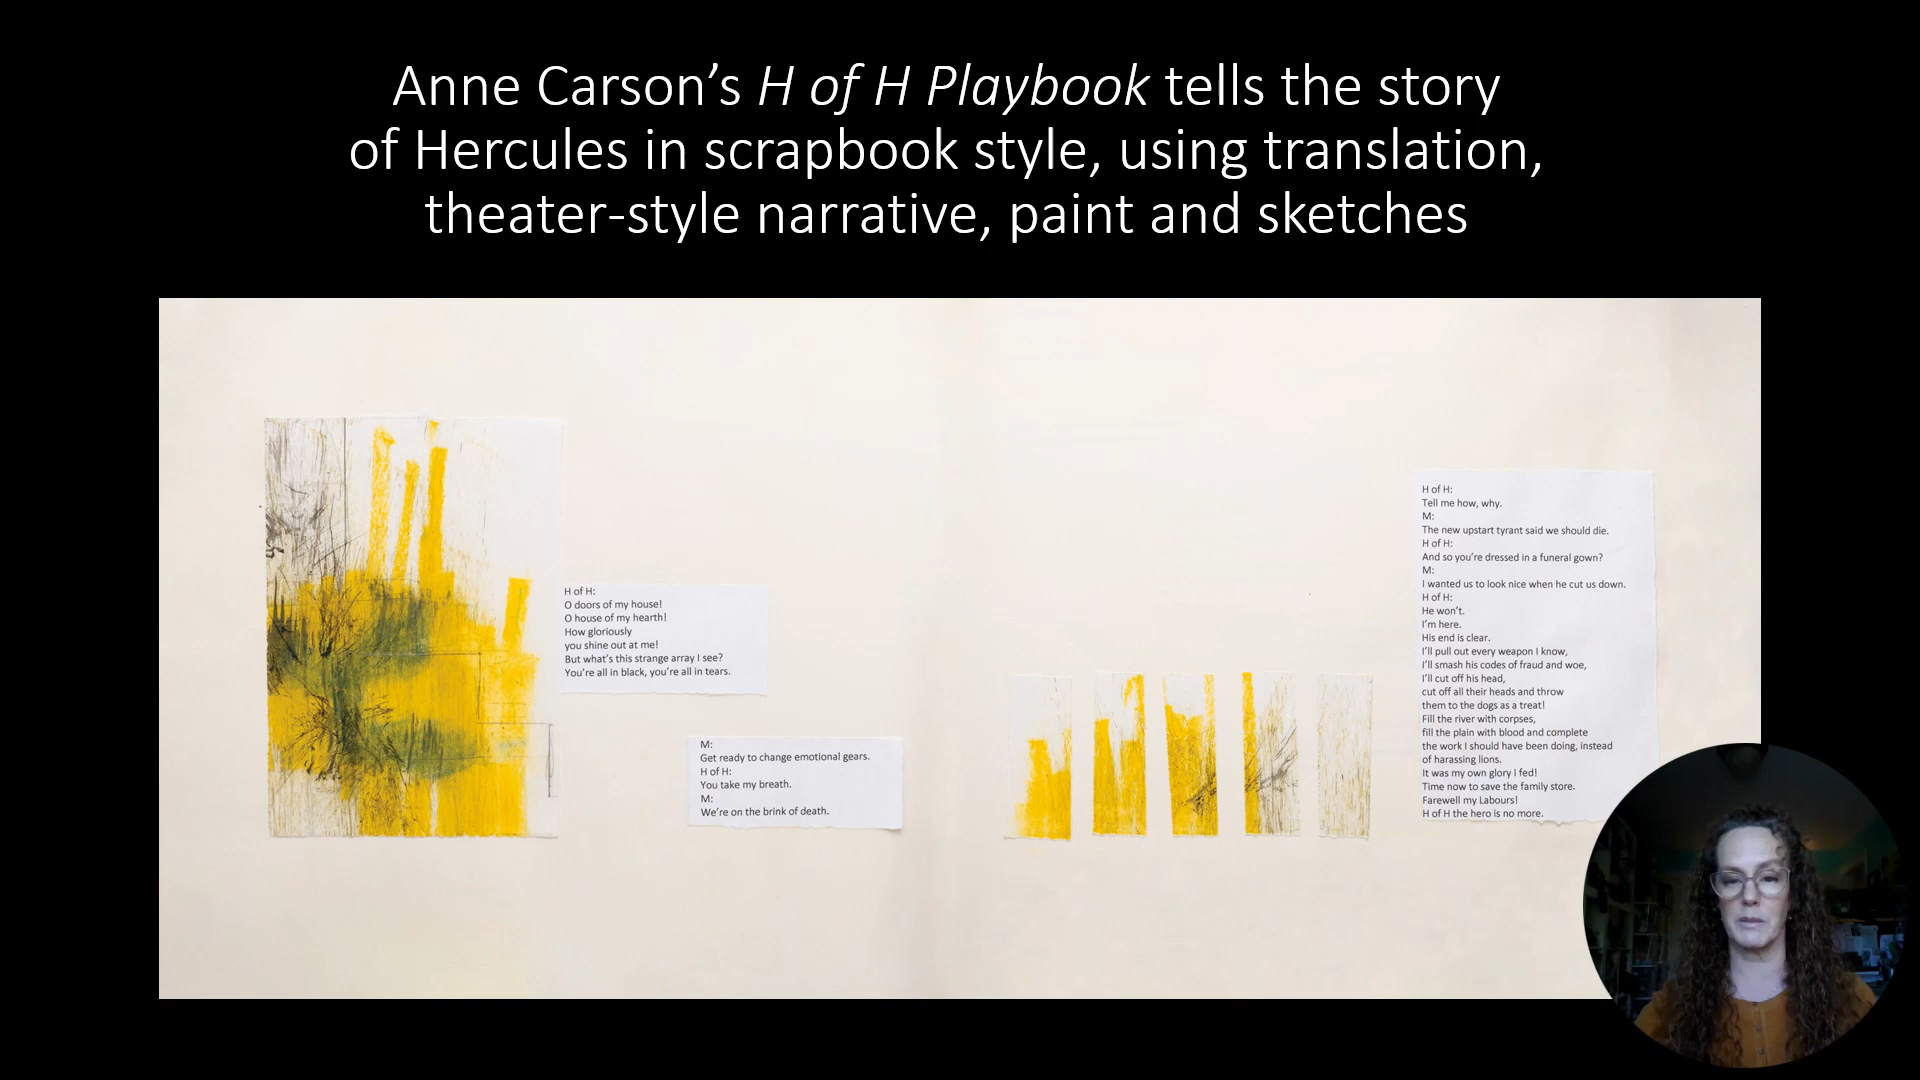 Anne Carson’s H of H Playbook tells the story
of Hercules in scrapbook style, using translation,
theater-style narrative, paint and sketches
H of H:
O doors of my house!
O house of my hearth!
How gloriously
you shine out at me!
But what’s this strange array I see?
You’re all in black, you’re all in tears.
M:
Get ready to change emotional gears.
H of H:
You take my breath.
M:
We’re on the brink of death.
H of H:
Tell me how, why.
M:
The new upstart tyrant said we should die.
H of H:
And so you’re dressed in a funeral gown?
M:
I wanted us to look nice when he cut us down.
H of H:
He won’t.
I’m here.
His end is clear.
I’ll pull out every weapon I know,
I’ll smash his codes of fraud and woe,
I’ll cut off his head,
cut off all their heads and throw
them to the dogs as a treat!
Fill the river with corpses,
fill the plain with blood and complete
the work I should have been doing, instead
of harassing lions.
It was my own glory I fed!
Time now to save the family store.
Farewell my Labours!
H of H the hero is no more.